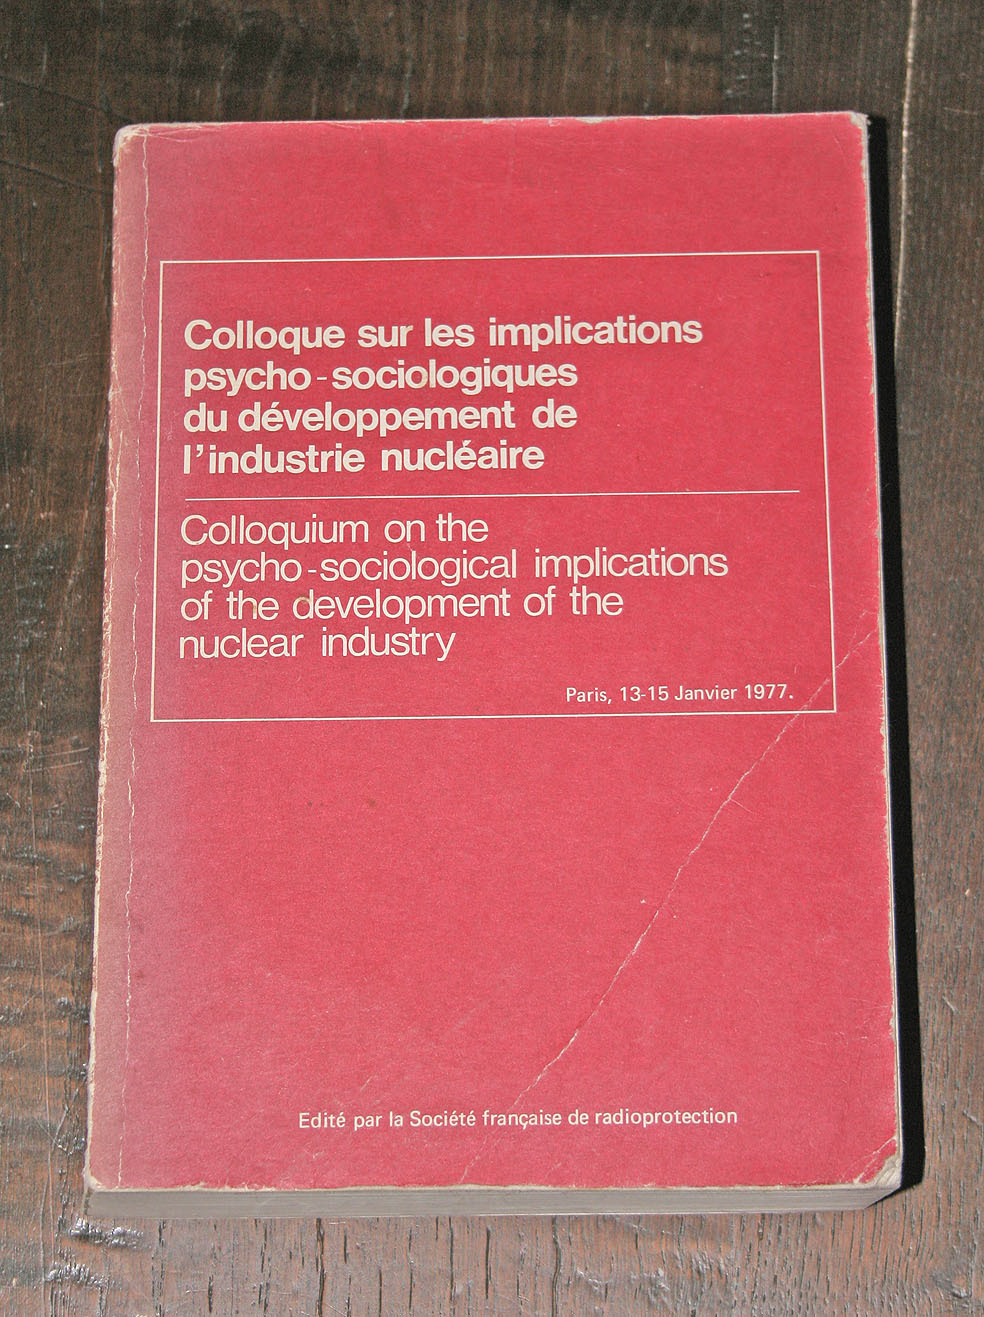 Colloque sur les implications
psycho-sociologiques
du développement de
l'industrie nucléaire
Colloquium on the
psycho-sociological implications
of the development of the
nuclear industry
Paris, 13-15 Janvier 1977.
Edité par la Société française de radioprotection